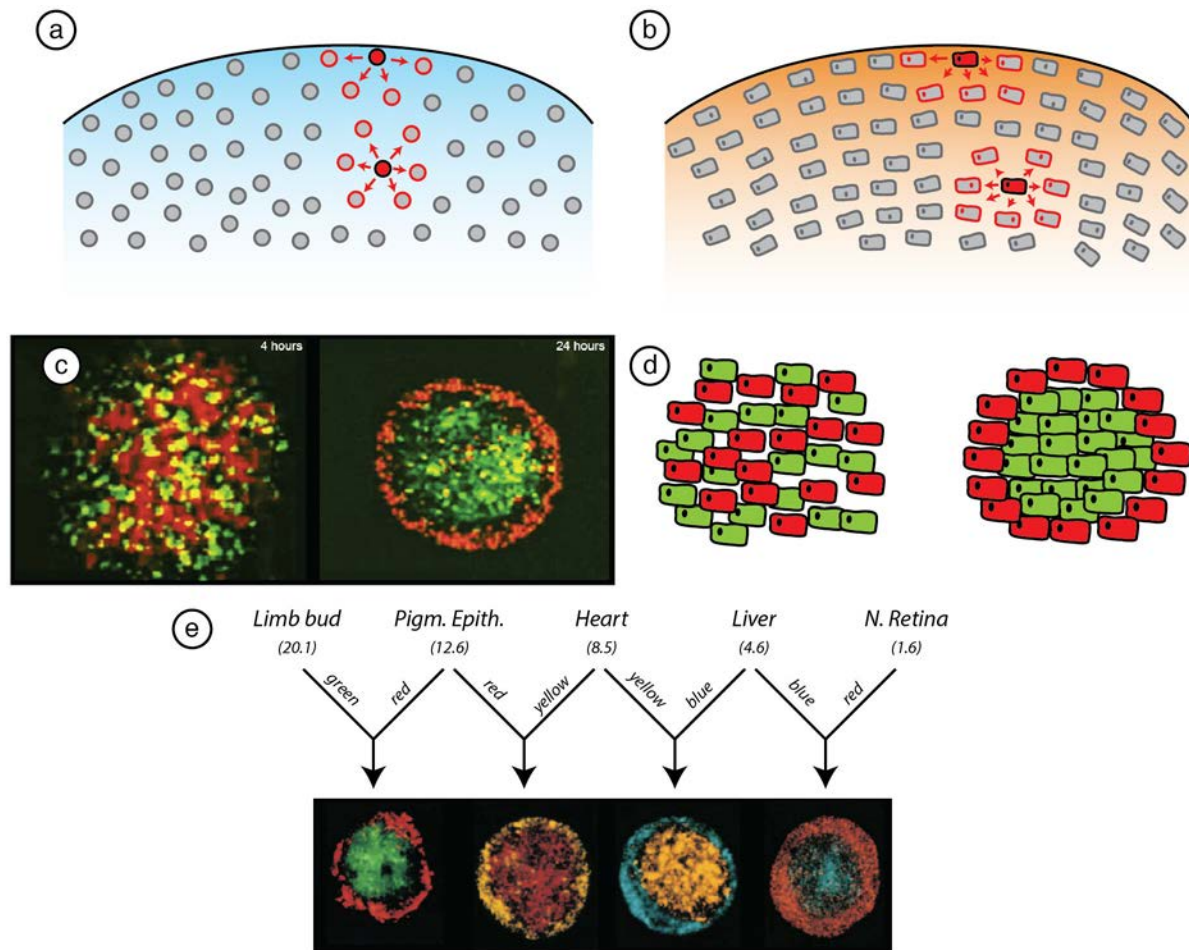 a
b
c
4 hours
24 hours
d
e
Limb bud
(20.1)
Pigm. Epith.
(12.6)
Heart
(8.5)
Liver
(4.6)
N. Retina
(1.6)
green
red
red
yellow
yellow
blue
blue
red